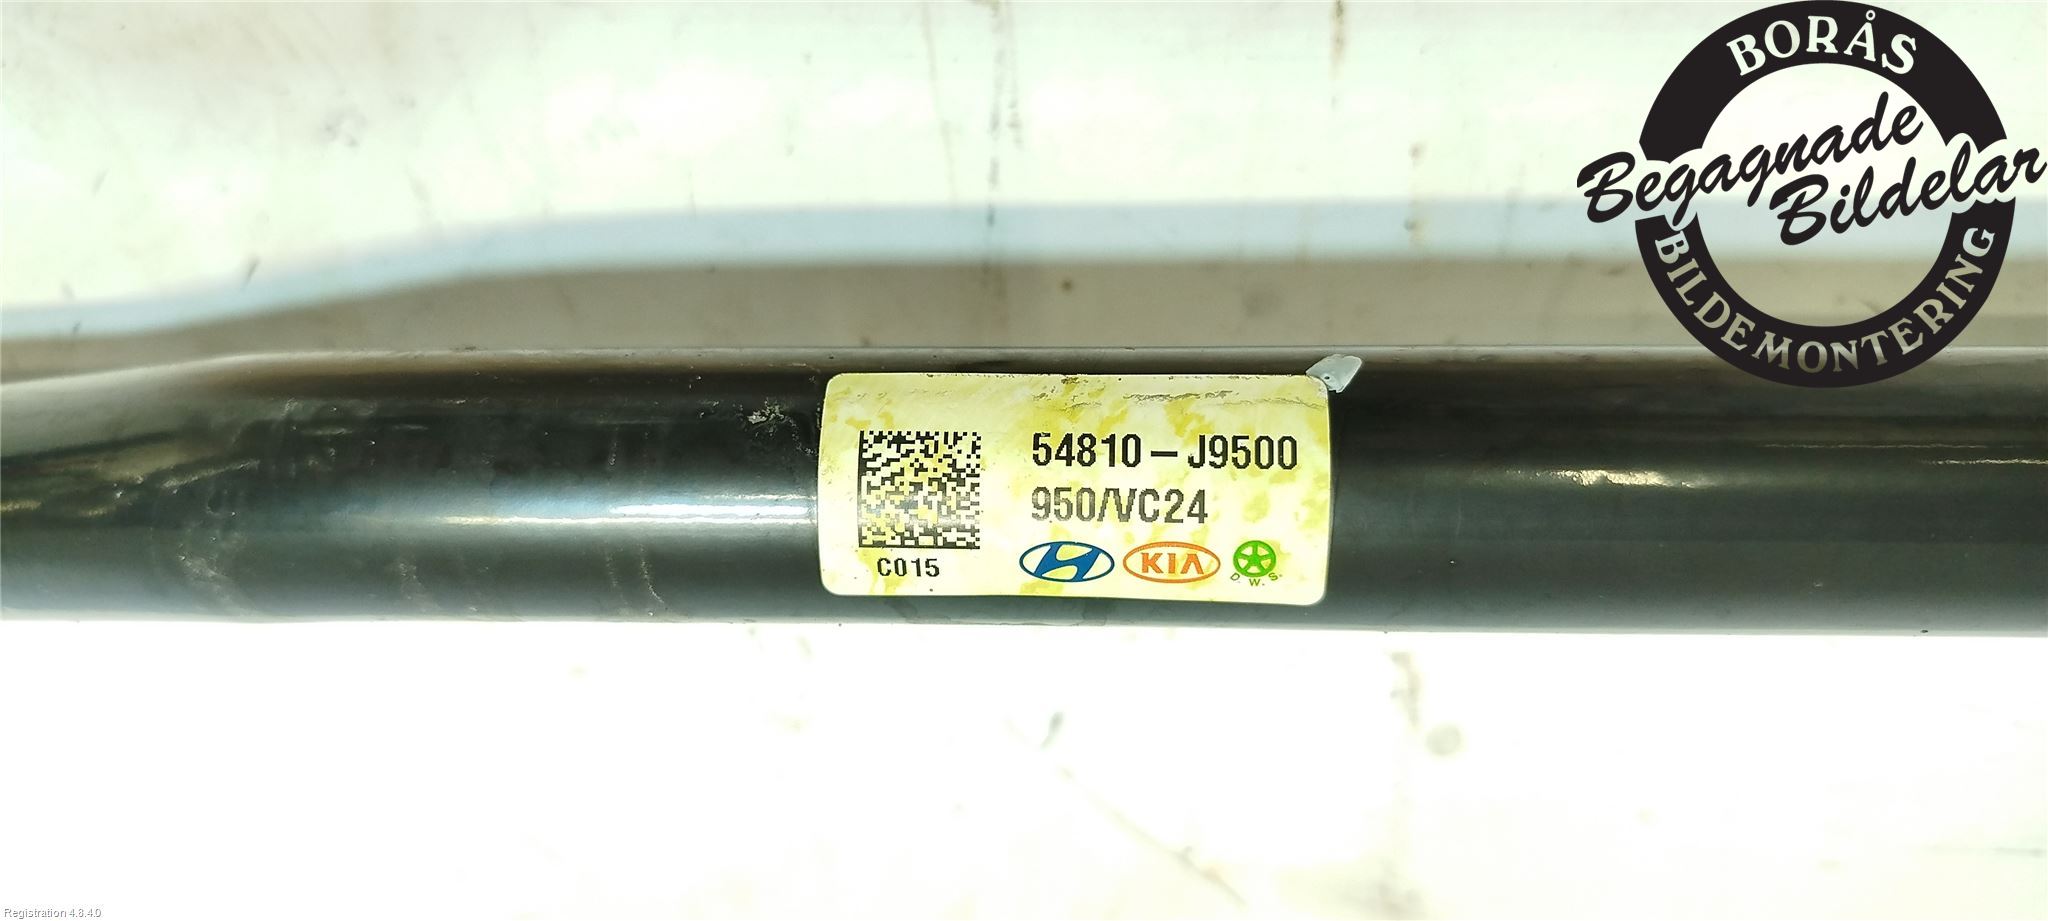 BORÅS
Begagnade
Bildelar
BILDEMONTERING
54810-J9500
950/VC24
C015
KIA
D.W.S.
Registration 4.8.4.0